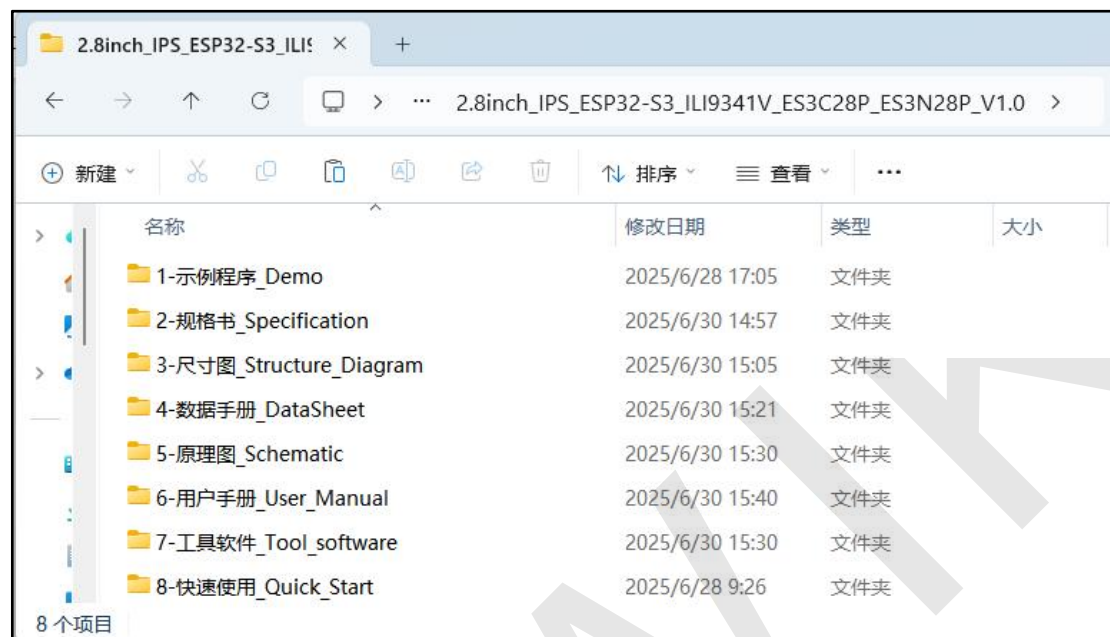 2.8inch_IPS_ESP32-S3_ILI9
2.8inch_IPS_ESP32-S3_ILI9341V_ES3C28P_ES3N28P_V1.0
新建 排序 查看
名称 修改日期 类型 大小
1-示例程序_Demo 2025/6/28 17:05 文件夹
2-规格书_Specification 2025/6/30 14:57 文件夹
3-尺寸图_Structure_Diagram 2025/6/30 15:05 文件夹
4-数据手册_DataSheet 2025/6/30 15:21 文件夹
5-原理图_Schematic 2025/6/30 15:30 文件夹
6-用户手册_User_Manual 2025/6/30 15:40 文件夹
7-工具软件_Tool_software 2025/6/30 15:30 文件夹
8-快速使用_Quick_Start 2025/6/28 9:26 文件夹
8 个项目